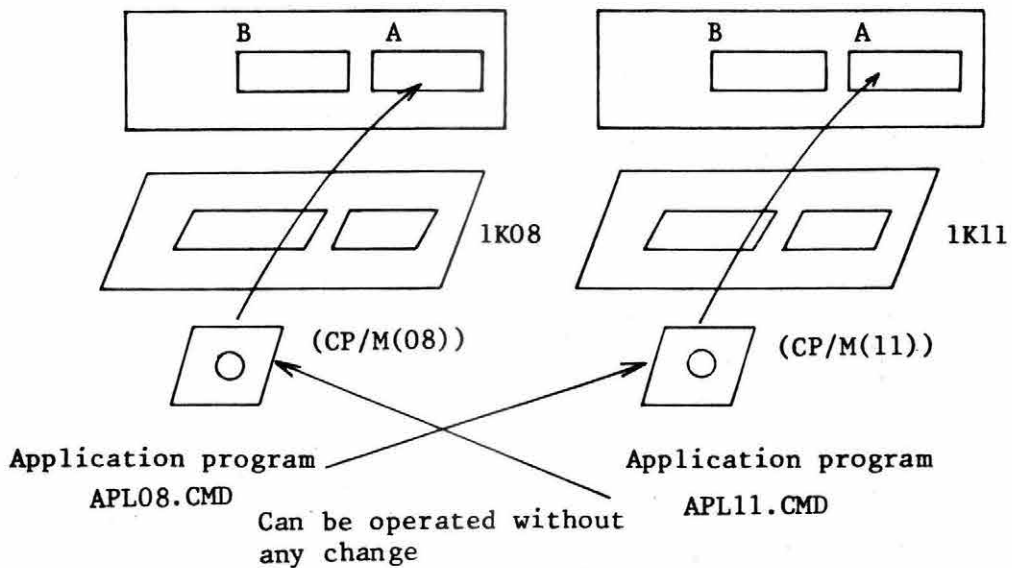 B A
B A
1K08
1K11
(CP/M(08))
(CP/M(11))
Application program
APL08.CMD
Application program
APL11.CMD
Can be operated without
any change